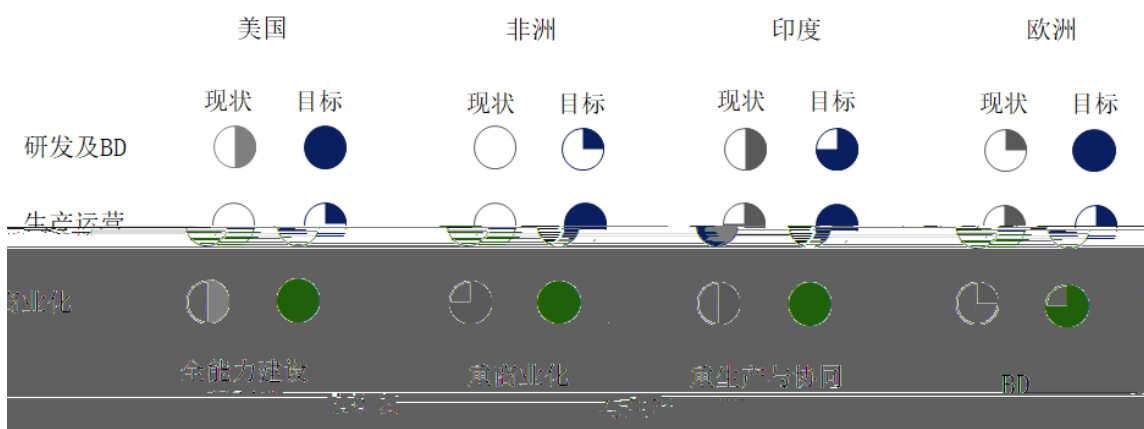 美国 非洲 印度 欧洲
现状 目标 现状 目标 现状 目标 现状 目标
研发及BD
生产运营
商业化
全能力建设 重商业化 重生产与协同 BD